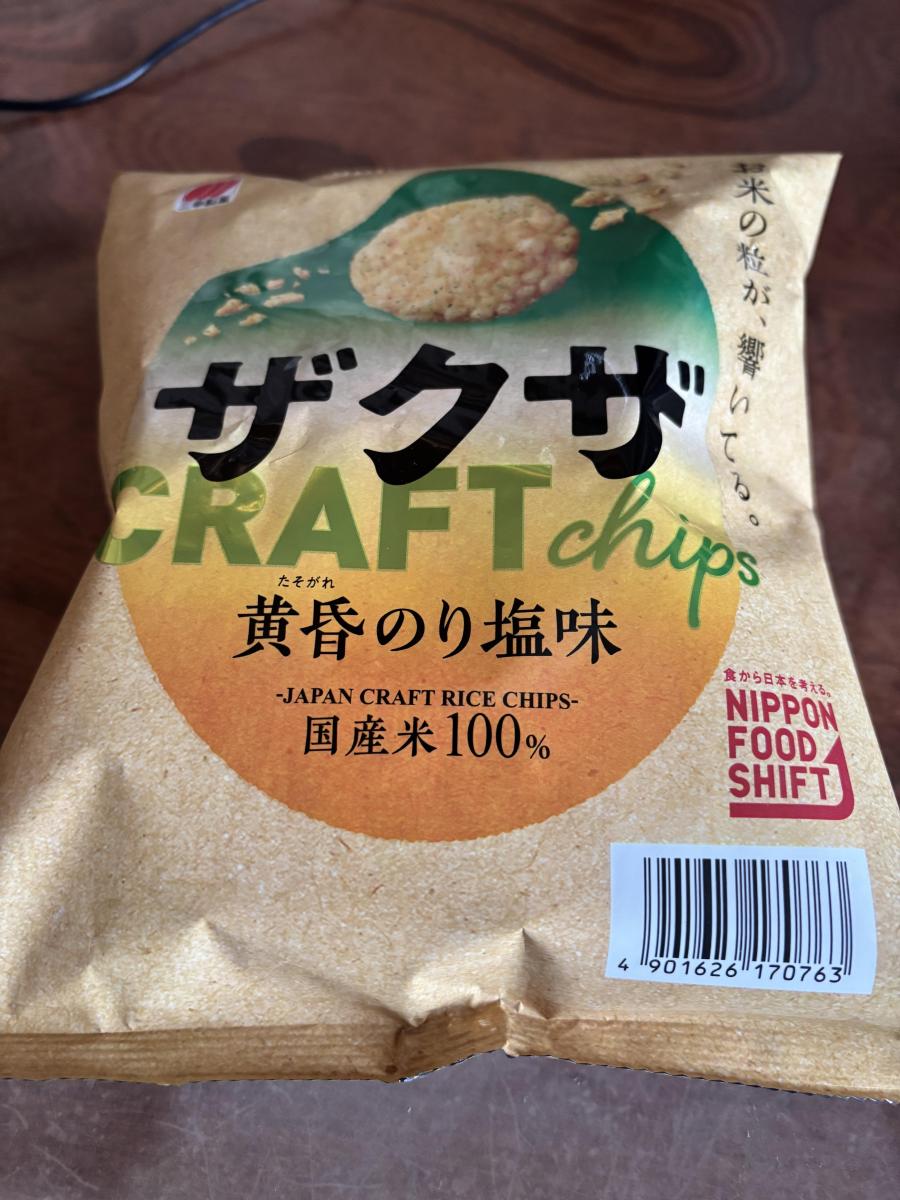 お米の粒が、響いてる。
ザクザ
CRAFT chips
たそがれ
黄昏のり塩味
-JAPAN CRAFT RICE CHIPS-
国産米100%
食から日本を考える。
NIPPON
FOOD
SHIFT
4 901626 170763